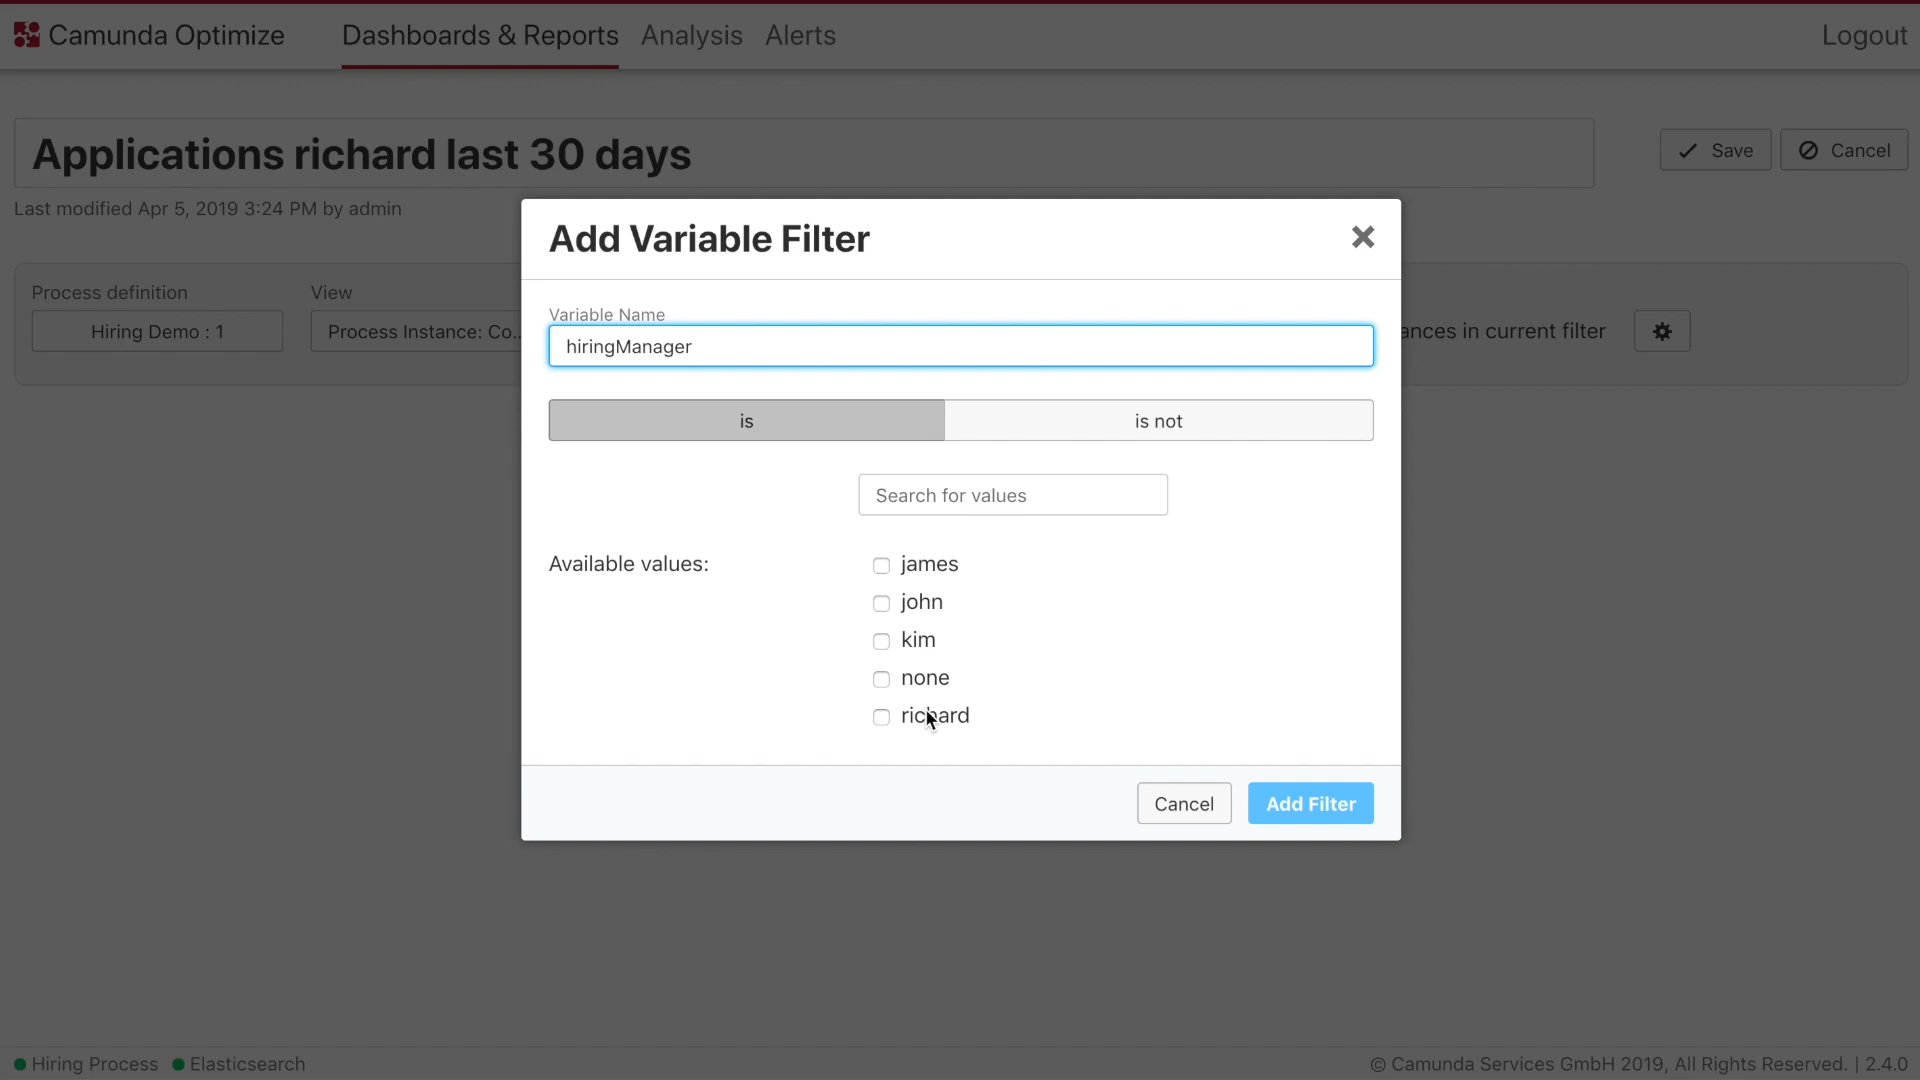 Camunda Optimize Dashboards & Reports Analysis Alerts Logout
Applications richard last 30 days
Save Cancel
Last modified Apr 5, 2019 3:24 PM by admin
Add Variable Filter
Process definition View
Hiring Demo : 1 Process Instance: Co... ances in current filter
Variable Name
hiringManager
is is not
Search for values
Available values:
james
john
kim
none
richard
Cancel Add Filter
Hiring Process Elasticsearch
© Camunda Services GmbH 2019, All Rights Reserved. | 2.4.0